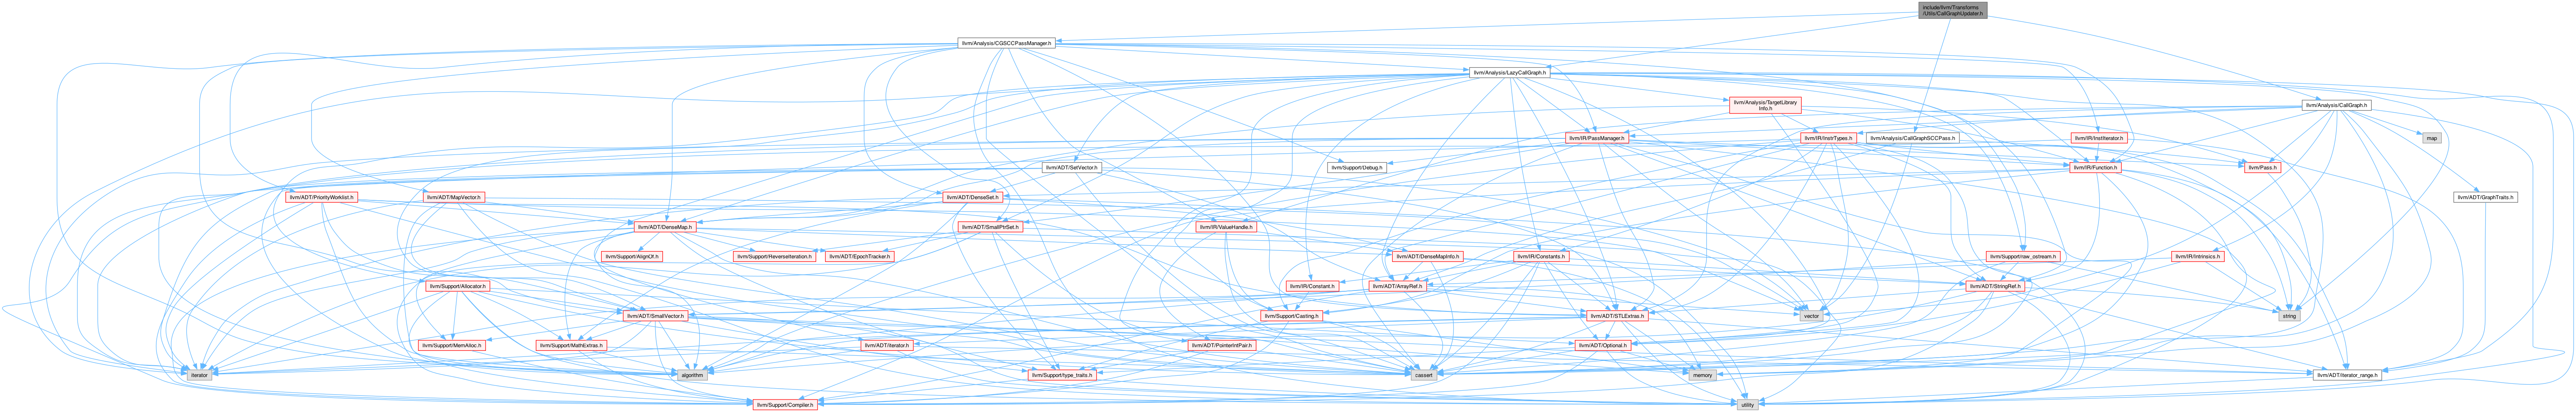 include/llvm/Transforms
/Utils/CallGraphUpdater.h
llvm/Analysis/CGSCCPassManager.h
llvm/Analysis/LazyCallGraph.h
llvm/Analysis/TargetLibrary
Info.h
llvm/Analysis/CallGraph.h
llvm/IR/PassManager.h
llvm/IR/InstrTypes.h
llvm/Analysis/CallGraphSCCPass.h
llvm/IR/InstIterator.h
map
llvm/ADT/SetVector.h
llvm/Support/Debug.h
llvm/IR/Function.h
llvm/Pass.h
llvm/ADT/PriorityWorklist.h
llvm/ADT/MapVector.h
llvm/ADT/DenseSet.h
llvm/ADT/GraphTraits.h
llvm/ADT/DenseMap.h
llvm/ADT/SmallPtrSet.h
llvm/IR/ValueHandle.h
llvm/Support/AlignOf.h
llvm/Support/ReverseIteration.h
llvm/ADT/EpochTracker.h
llvm/ADT/DenseMapInfo.h
llvm/IR/Constants.h
llvm/Support/raw_ostream.h
llvm/IR/Intrinsics.h
llvm/Support/Allocator.h
llvm/IR/Constant.h
llvm/ADT/ArrayRef.h
llvm/ADT/StringRef.h
llvm/ADT/SmallVector.h
llvm/Support/Casting.h
llvm/ADT/STLExtras.h
vector
string
llvm/Support/MemAlloc.h
llvm/Support/MathExtras.h
llvm/ADT/iterator.h
llvm/ADT/PointerIntPair.h
llvm/ADT/Optional.h
iterator
algorithm
llvm/Support/type_traits.h
cassert
memory
llvm/ADT/iterator_range.h
llvm/Support/Compiler.h
utility